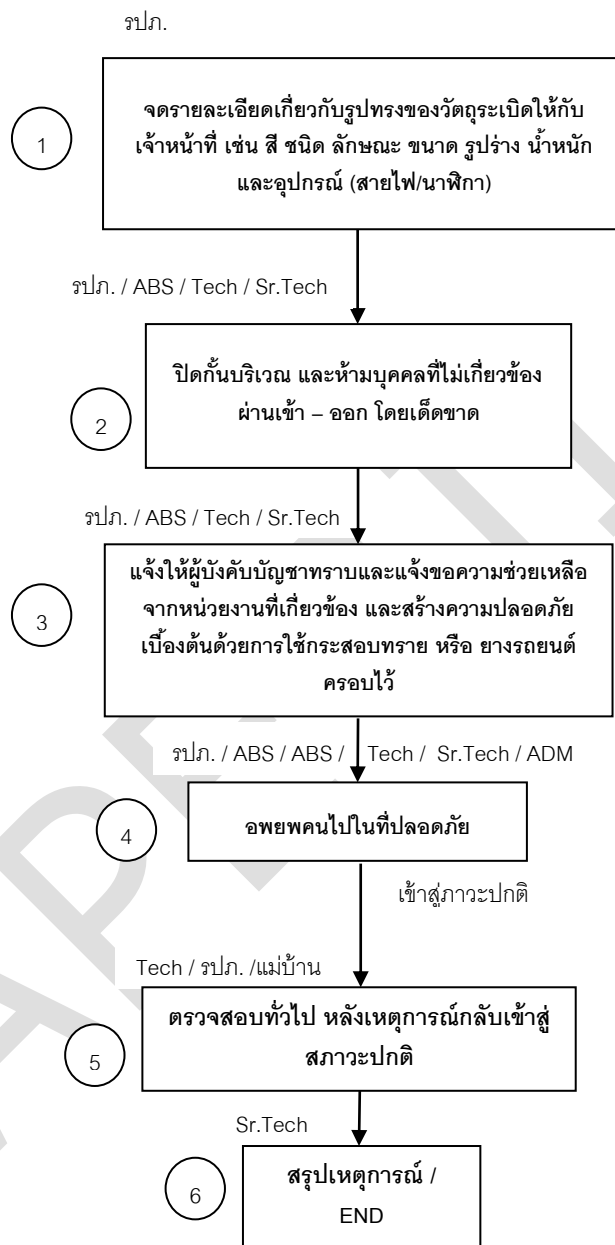 รปภ.
จดรายละเอียดเกี่ยวกับรูปทรงของวัตถุระเบิดให้กับ
1
เจ้าหน้าที่ เช่น สี ชนิด ลักษณะ ขนาด รูปร่าง น้ำหนัก
และอุปกรณ์ (สายไฟ/นาฬิกา)
รปภ. / ABS / Tech / Sr.Tech
ปิดกั้นบริเวณ และห้ามบุคคลที่ไม่เกี่ยวข้อง
2
ผ่านเข้า – ออก โดยเด็ดขาด
รปภ. / ABS / Tech / Sr.Tech
แจ้งให้ผู้บังคับบัญชาทราบและแจ้งขอความช่วยเหลือ
จากหน่วยงานที่เกี่ยวข้อง และสร้างความปลอดภัย
3
เบื้องต้นด้วยการใช้กระสอบทราย หรือ ยางรถยนต์
ครอบไว้
รปภ. / ABS / ABS / Tech / Sr.Tech / ADM
4
อพยพคนไปในที่ปลอดภัย
เข้าสู่ภาวะปกติ
Tech / รปภ. /แม่บ้าน
ตรวจสอบทั่วไป หลังเหตุการณ์กลับเข้าสู่
5
สภาวะปกติ
Sr.Tech
สรุปเหตุการณ์ /
6
END